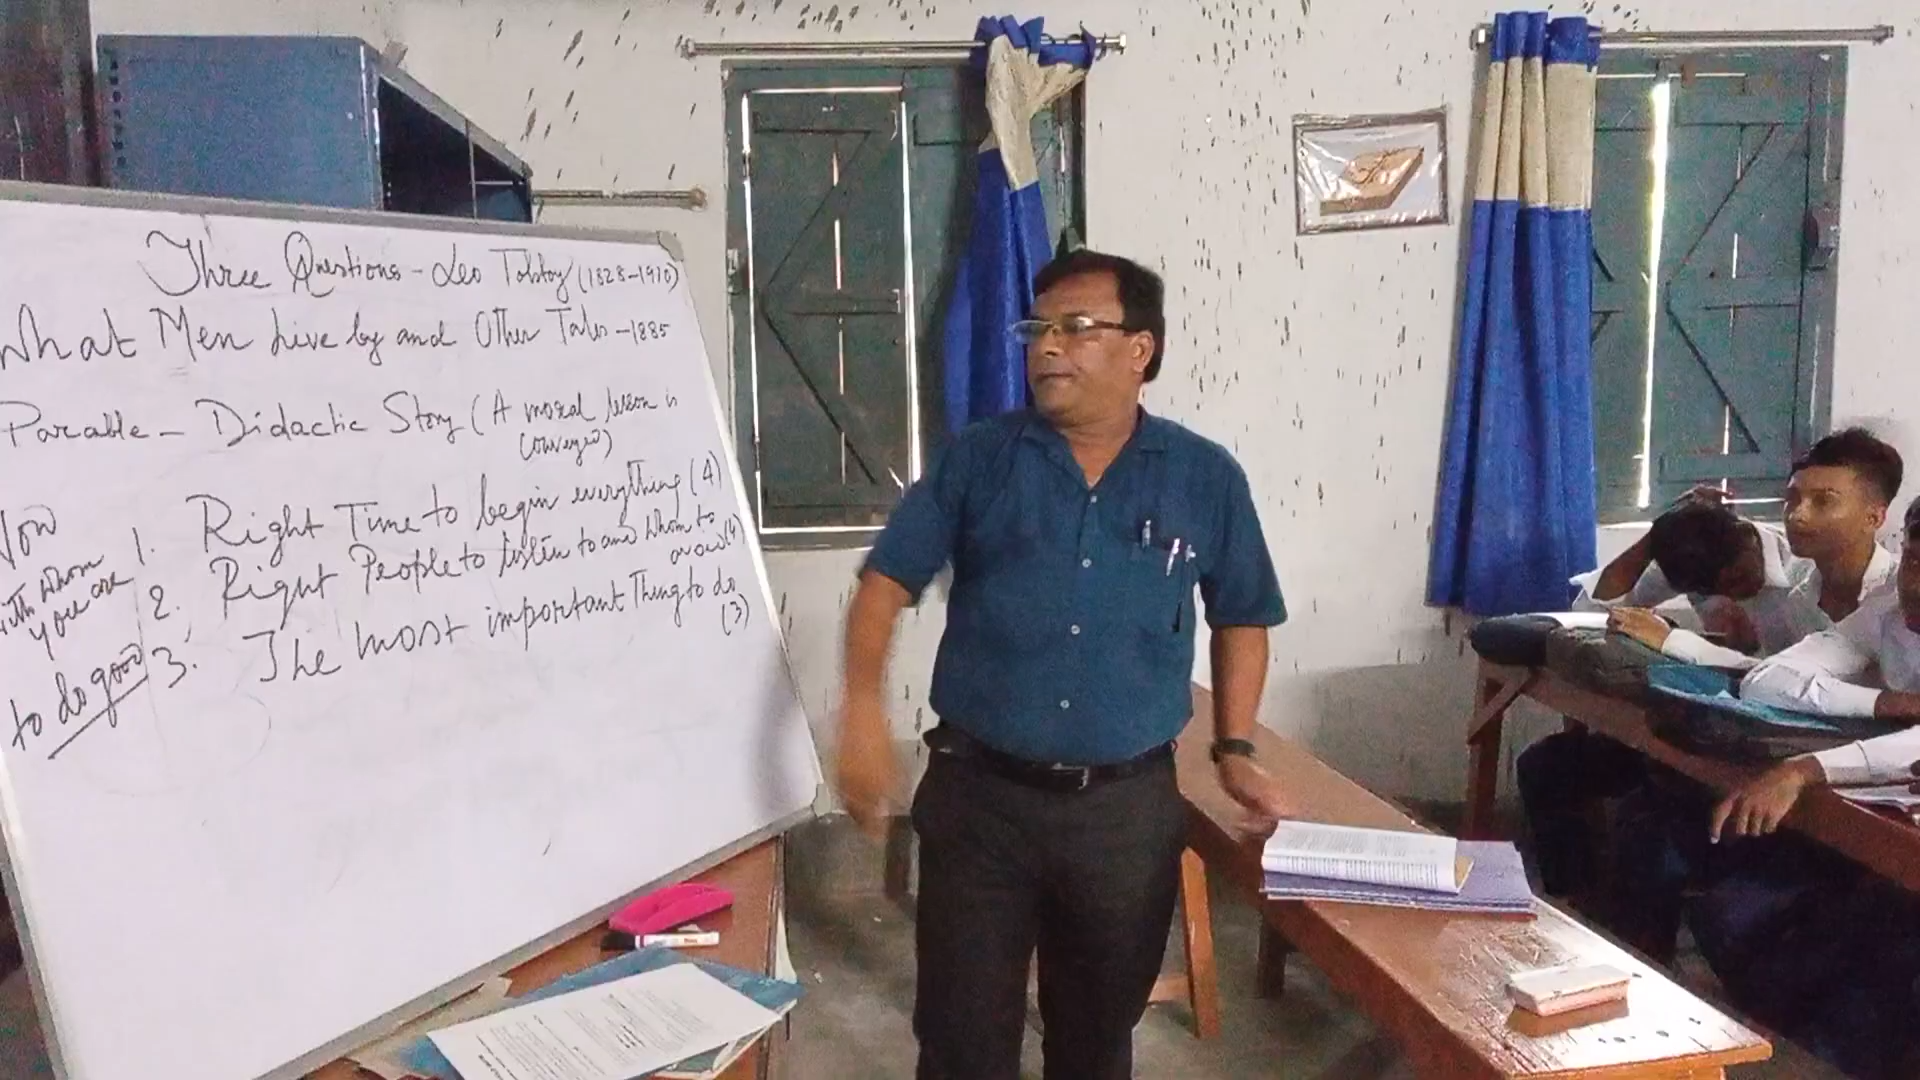 Three Questions - Leo Tolstoy (1828-1910)
What Men Live by and Other Tales - 1885
Parable - Didactic Story (A moral lesson is
conveyed)
Now
1. Right Time to begin everything (4)
with whom
you are
2. Right People to listen to and whom to
avoid (4)
to do good
3. The most important Thing to do
(3)